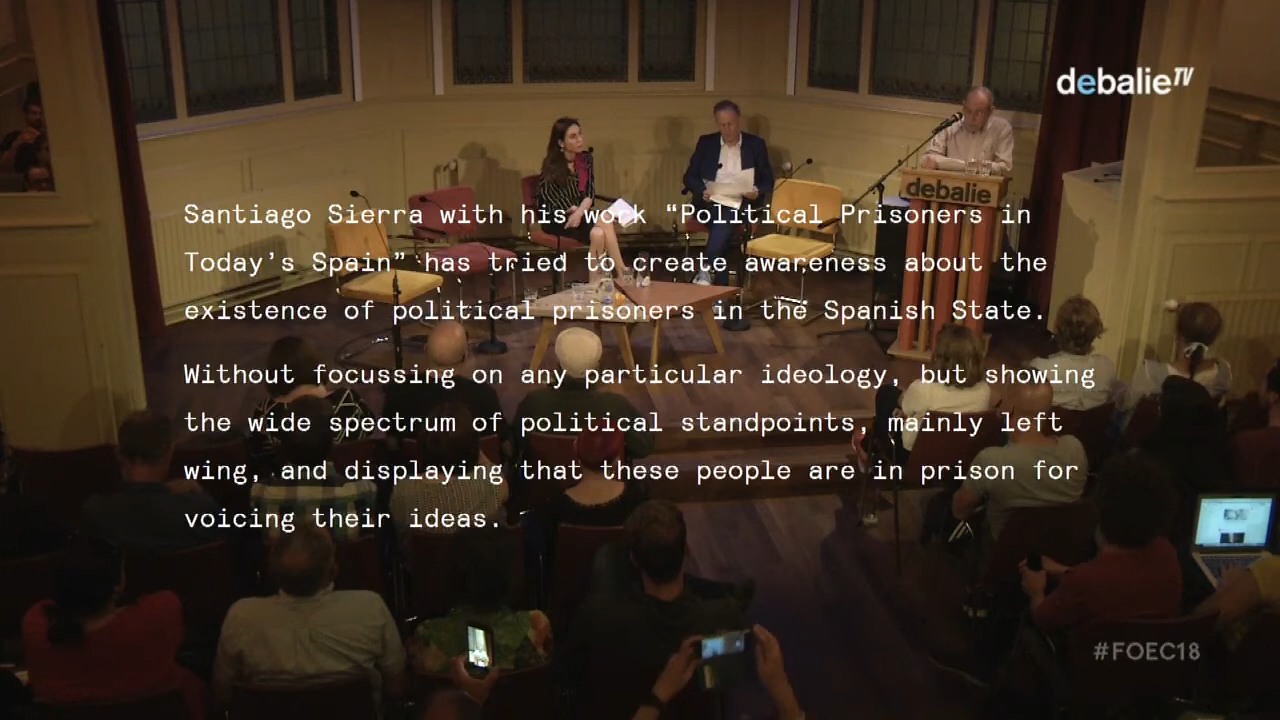 debalieTV
debalie
Santiago Sierra with his work “Political Prisoners in
Today’s Spain” has tried to create awareness about the
existence of political prisoners in the Spanish State.
Without focussing on any particular ideology, but showing
the wide spectrum of political standpoints, mainly left
wing, and displaying that these people are in prison for
voicing their ideas.
#FOEC18